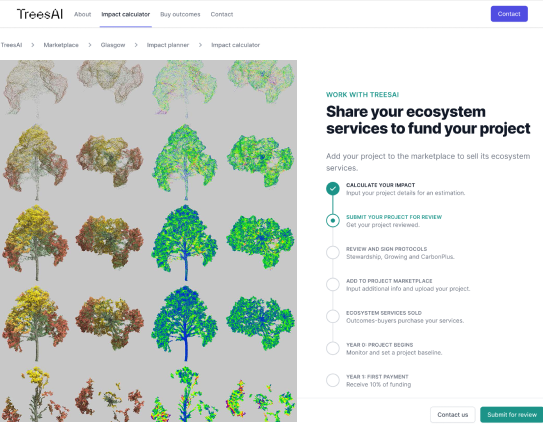 TreesAI
About
Impact calculator
Buy outcomes
Contact
Contact
TreesAI > Marketplace > Glasgow > Impact planner > Impact calculator
WORK WITH TREESAI
Share your ecosystem
services to fund your project
Add your project to the marketplace to sell its ecosystem
services.
CALCULATE YOUR IMPACT
Input your project details for an estimation.
SUBMIT YOUR PROJECT FOR REVIEW
Get your project reviewed.
REVIEW AND SIGN PROTOCOLS
Stewardship, Growing and CarbonPlus.
ADD TO PROJECT MARKETPLACE
Input additional info and upload your project.
ECOSYSTEM SERVICES SOLD
Outcomes-buyers purchase your services.
YEAR 0: PROJECT BEGINS
Monitor and set a project baseline.
YEAR 1: FIRST PAYMENT
Receive 10% of funding
Contact us
Submit for review